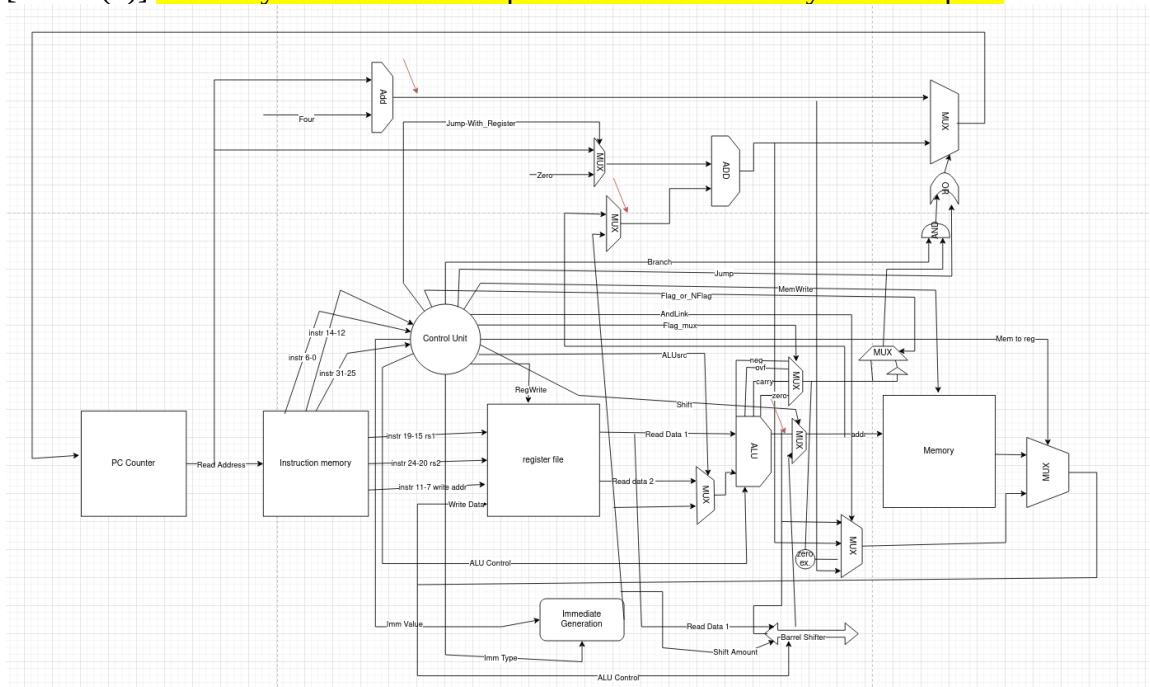 Add
Four
Jump-With_Register
MUX
Zero
MUX
ADD
MUX
OR
AND
Branch
Jump
MemWrite
Flag_or_NFlag
AndLink
Flag_mux
Mem to reg
ALUsrc
Control Unit
instr 14-12
instr 6-0
instr 31-25
RegWrite
Shift
neg
ovf
carry
zero
MUX
MUX
PC Counter
Read Address
Instruction memory
instr 19-15 rs1
instr 24-20 rs2
instr 11-7 write addr
Write Data
register file
Read Data 1
Read data 2
MUX
ALU
MUX
addr
Memory
MUX
MUX
zero
ex.
ALU Control
Imm Value
Immediate
Generation
Imm Type
Read Data 1
Shift Amount
Barrel Shifter
ALU Control